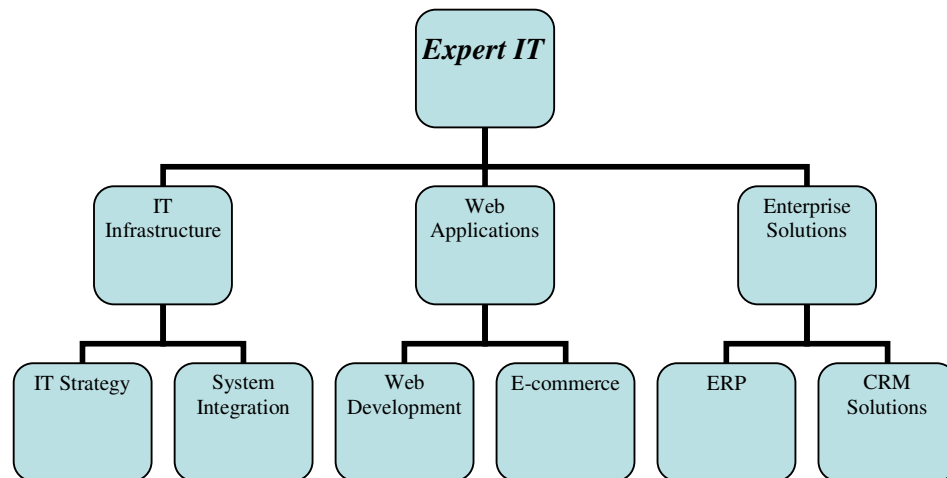 Expert IT
IT
Infrastructure
Web
Applications
Enterprise
Solutions
IT Strategy
System
Integration
Web
Development
E-commerce
ERP
CRM
Solutions